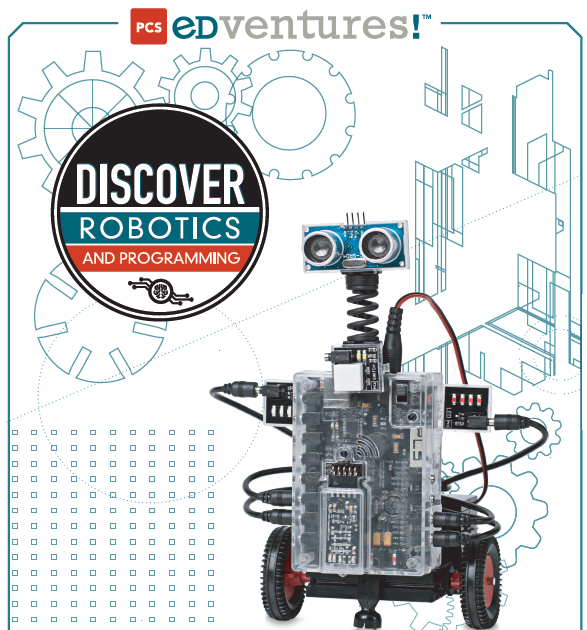 PCS edventures!™
DISCOVER
ROBOTICS
AND PROGRAMMING